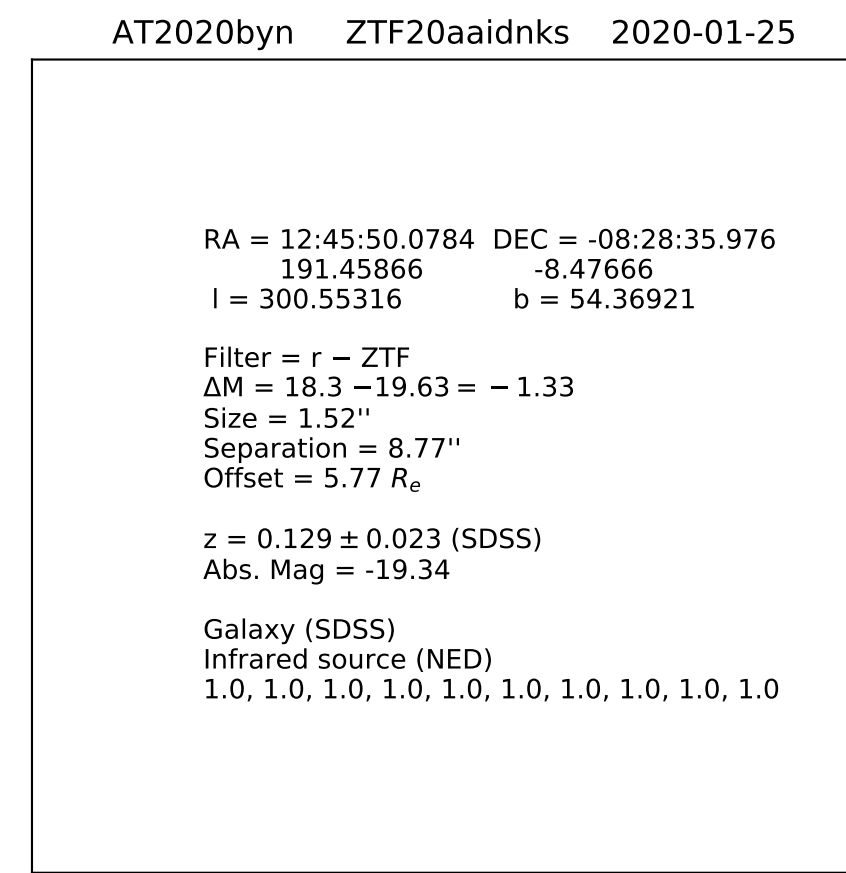 AT2020byn ZTF20aaidnks 2020-01-25
RA = 12:45:50.0784 DEC = -08:28:35.976
191.45866 -8.47666
l = 300.55316 b = 54.36921
Filter = r − ZTF
ΔM = 18.3 −19.63 = − 1.33
Size = 1.52''
Separation = 8.77''
Offset = 5.77 Re
z = 0.129 ± 0.023 (SDSS)
Abs. Mag = -19.34
Galaxy (SDSS)
Infrared source (NED)
1.0, 1.0, 1.0, 1.0, 1.0, 1.0, 1.0, 1.0, 1.0, 1.0